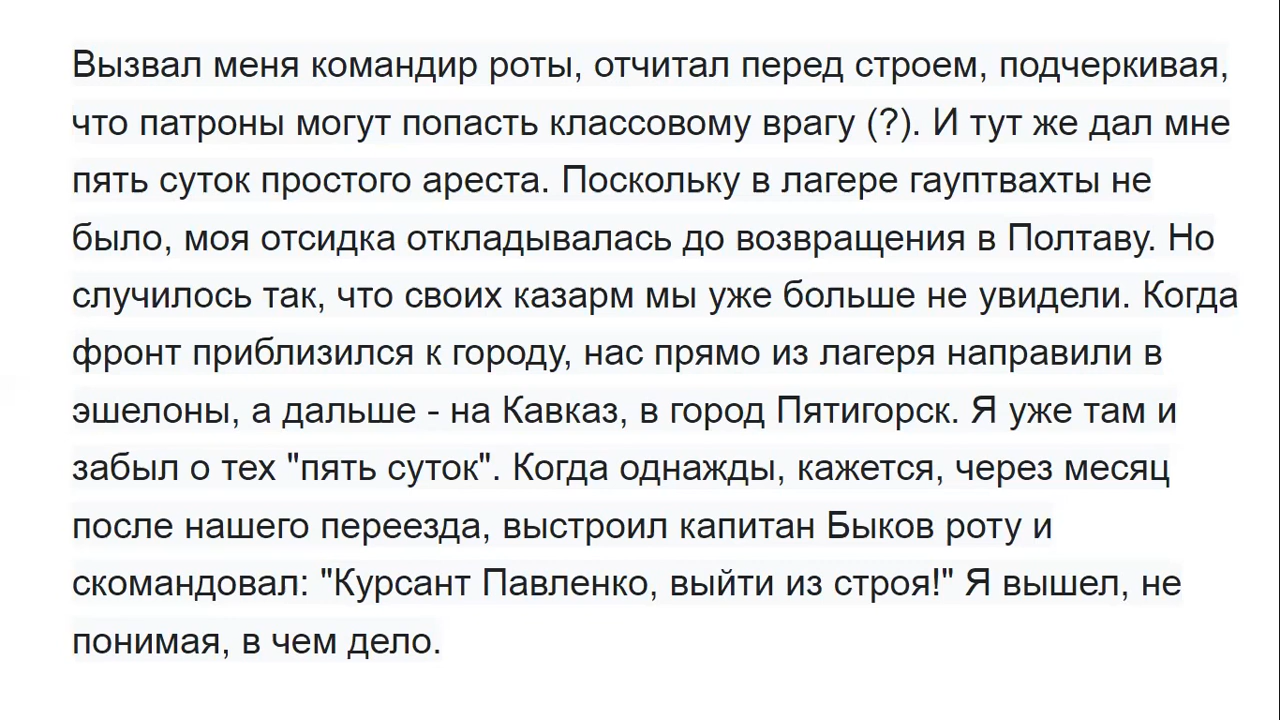 Вызвал меня командир роты, отчитал перед строем, подчеркивая,
что патроны могут попасть классовому врагу (?). И тут же дал мне
пять суток простого ареста. Поскольку в лагере гауптвахты не
было, моя отсидка откладывалась до возвращения в Полтаву. Но
случилось так, что своих казарм мы уже больше не увидели. Когда
фронт приблизился к городу, нас прямо из лагеря направили в
эшелоны, а дальше - на Кавказ, в город Пятигорск. Я уже там и
забыл о тех "пять суток". Когда однажды, кажется, через месяц
после нашего переезда, выстроил капитан Быков роту и
скомандовал: "Курсант Павленко, выйти из строя!" Я вышел, не
понимая, в чем дело.